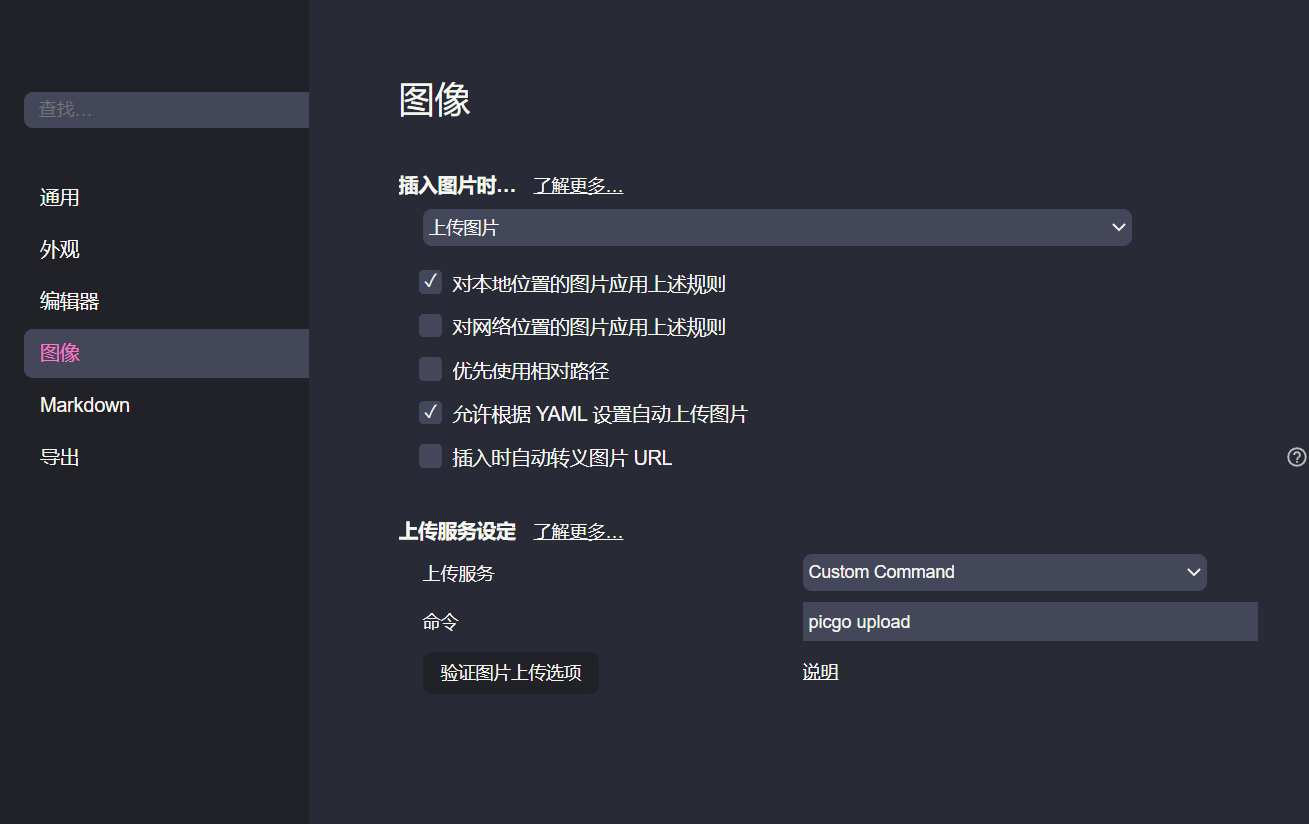 查找...
通用
外观
编辑器
图像
Markdown
导出
图像
插入图片时... 了解更多...
上传图片
对本地位置的图片应用上述规则
对网络位置的图片应用上述规则
优先使用相对路径
允许根据 YAML 设置自动上传图片
插入时自动转义图片 URL
上传服务设定 了解更多...
上传服务 Custom Command
命令 picgo upload
验证图片上传选项 说明